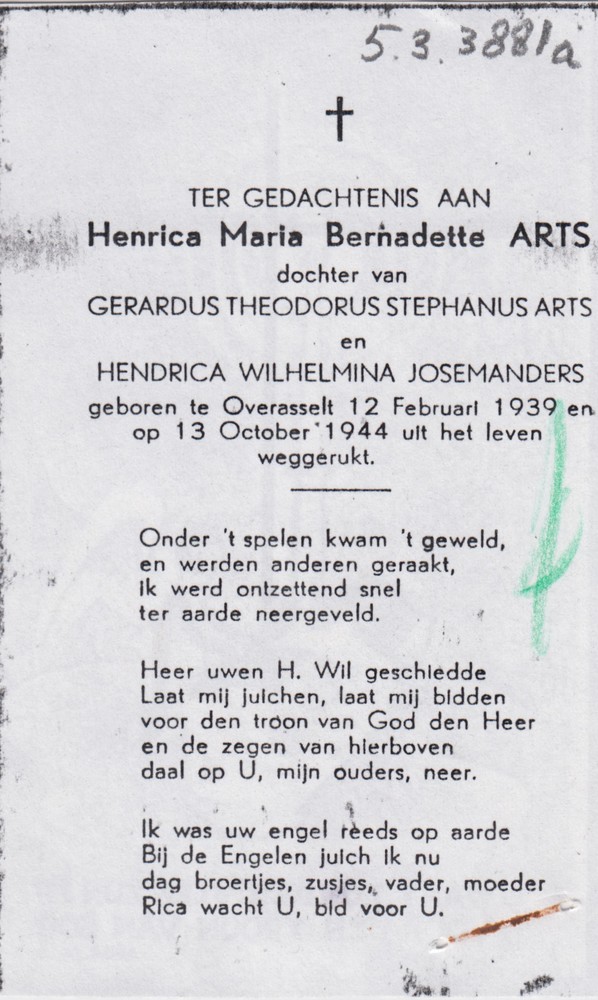 5.3.3881a
TER GEDACHTENIS AAN
Henrica Maria Bernadette ARTS
dochter van
GERARDUS THEODORUS STEPHANUS ARTS
en
HENDRICA WILHELMINA JOSEMANDERS
geboren te Overasselt 12 Februari 1939 en
op 13 October 1944 uit het leven
weggerukt.
Onder 't spelen kwam 't geweld,
en werden anderen geraakt,
ik werd ontzettend snel
ter aarde neergeveld.
Heer uwen H. Wil geschiedde
Laat mij juichen, laat mij bidden
voor den troon van God den Heer
en de zegen van hierboven
daal op U, mijn ouders, neer.
Ik was uw engel reeds op aarde
Bij de Engelen juich ik nu
dag broertjes, zusjes, vader, moeder
Rica wacht U, bid voor U.